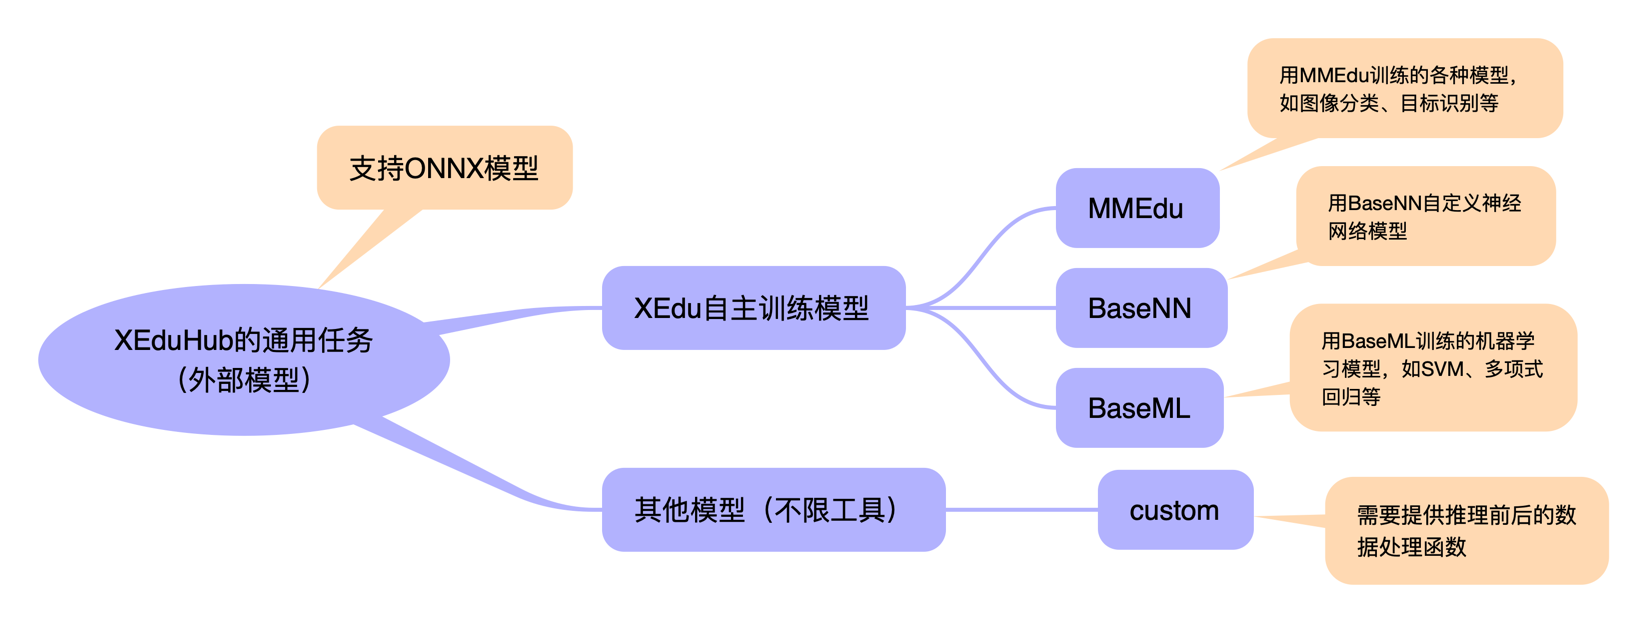 支持ONNX模型
XEduHub的通用任务
（外部模型）
XEdu自主训练模型
MMEdu
用MMEdu训练的各种模型，
如图像分类、目标识别等
BaseNN
用BaseNN自定义神经
网络模型
BaseML
用BaseML训练的机器学
习模型，如SVM、多项式
回归等
其他模型（不限工具）
custom
需要提供推理前后的数
据处理函数